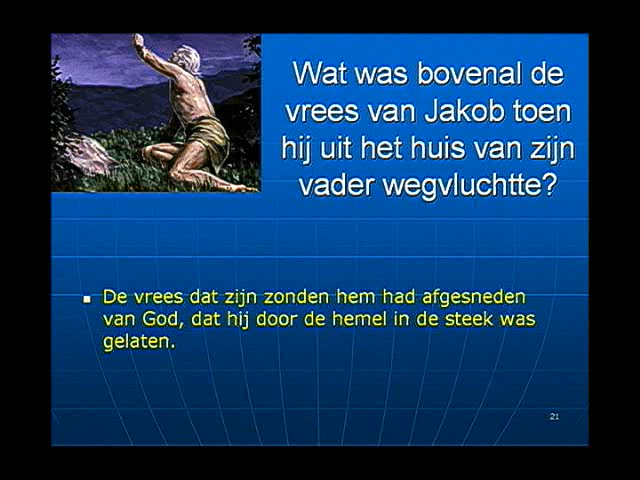 Wat was bovenal de
vrees van Jakob toen
hij uit het huis van zijn
vader wegvluchtte?
De vrees dat zijn zonden hem had afgesneden
van God, dat hij door de hemel in de steek was
gelaten.
21